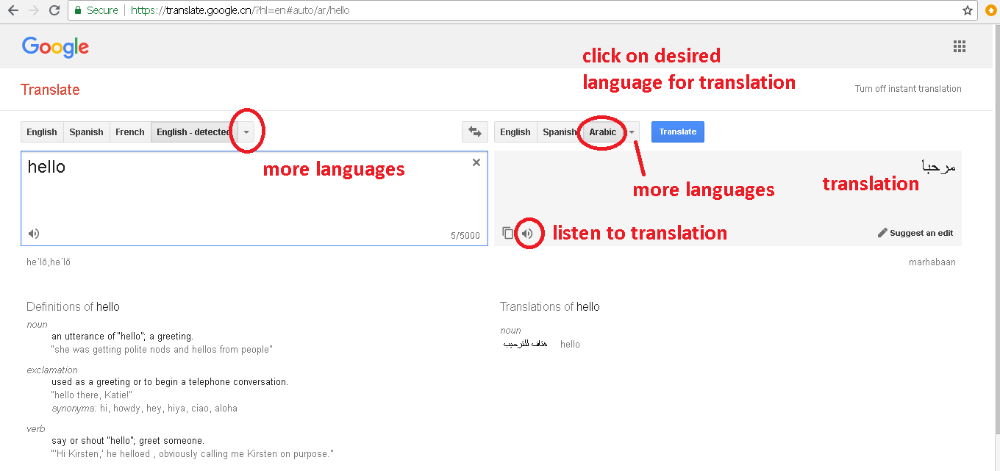 Secure | https://translate.google.cn/?hl=en#auto/ar/hello
Google
click on desired
language for translation
Translate
Turn off instant translation
English Spanish French English - detected
English Spanish Arabic Translate
hello
مرحبا
more languages
translation
more languages
listen to translation
5/5000
Suggest an edit
heˈlō,həˈlō
marhabaan
Definitions of hello
noun
an utterance of "hello"; a greeting.
"she was getting polite nods and hellos from people"
exclamation
used as a greeting or to begin a telephone conversation.
"hello there, Katie!"
synonyms: hi, howdy, hey, hiya, ciao, aloha
verb
say or shout "hello"; greet someone.
"'Hi Kirsten,' he helloed , obviously calling me Kirsten on purpose."
Translations of hello
noun
هتاف للترحيب hello